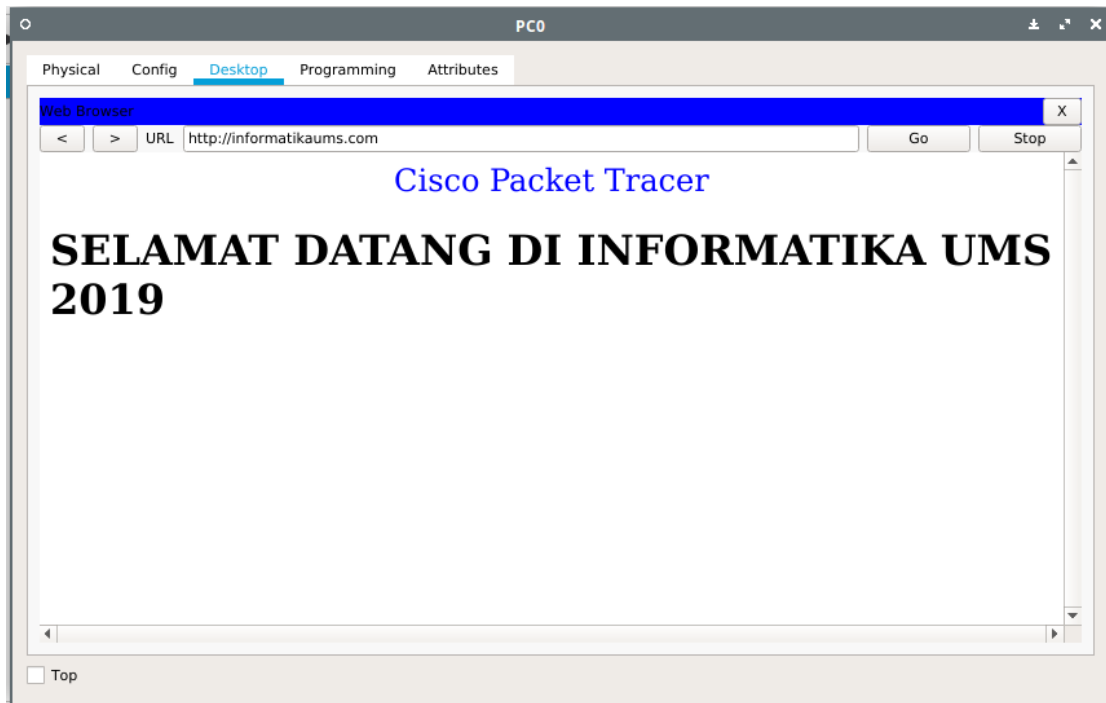 PC0
Physical Config Desktop Programming Attributes
Web Browser X
< > URL http://informatikaums.com Go Stop
Cisco Packet Tracer
SELAMAT DATANG DI INFORMATIKA UMS
2019
Top